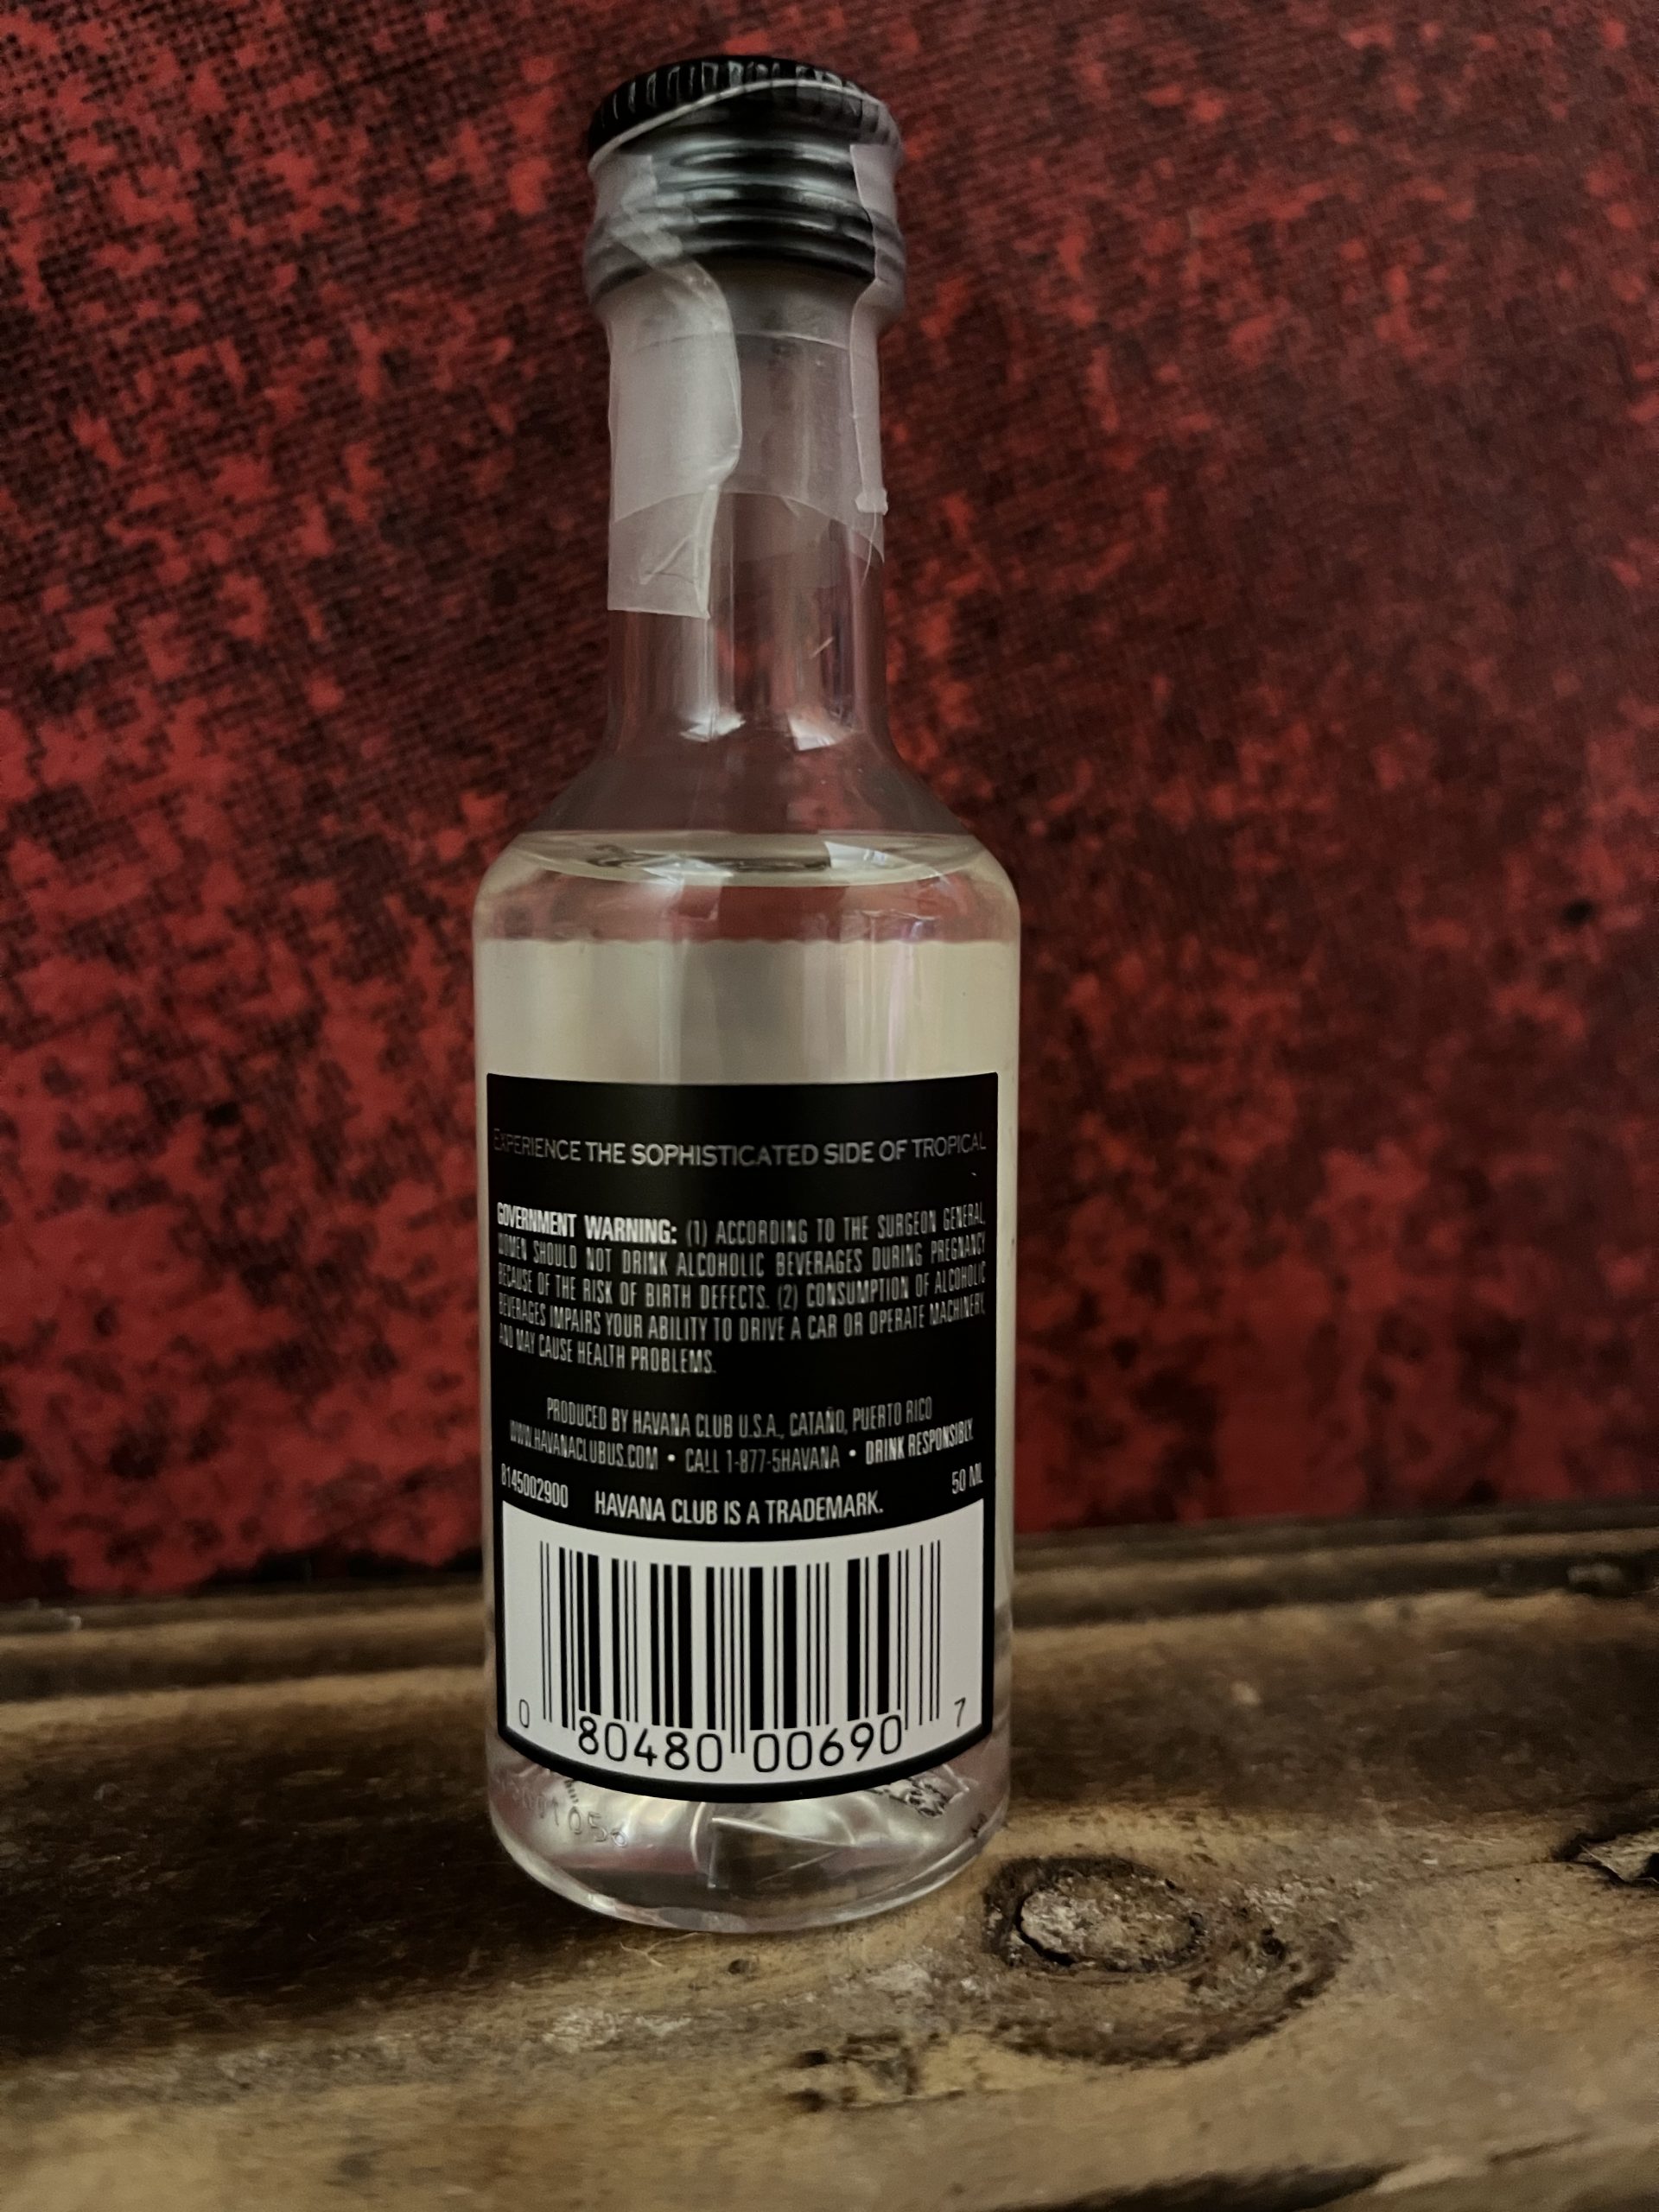 EXPERIENCE THE SOPHISTICATED SIDE OF TROPICAL
GOVERNMENT WARNING: (1) ACCORDING TO THE SURGEON GENERAL,
WOMEN SHOULD NOT DRINK ALCOHOLIC BEVERAGES DURING PREGNANCY
BECAUSE OF THE RISK OF BIRTH DEFECTS. (2) CONSUMPTION OF ALCOHOLIC
BEVERAGES IMPAIRS YOUR ABILITY TO DRIVE A CAR OR OPERATE MACHINERY,
AND MAY CAUSE HEALTH PROBLEMS.
PRODUCED BY HAVANA CLUB U.S.A., CATAÑO, PUERTO RICO
WWW.HAVANACLUBUS.COM • CALL 1-877-5HAVANA • DRINK RESPONSIBLY.
8145002900 HAVANA CLUB IS A TRADEMARK. 50 ML
0 80480 00690 7